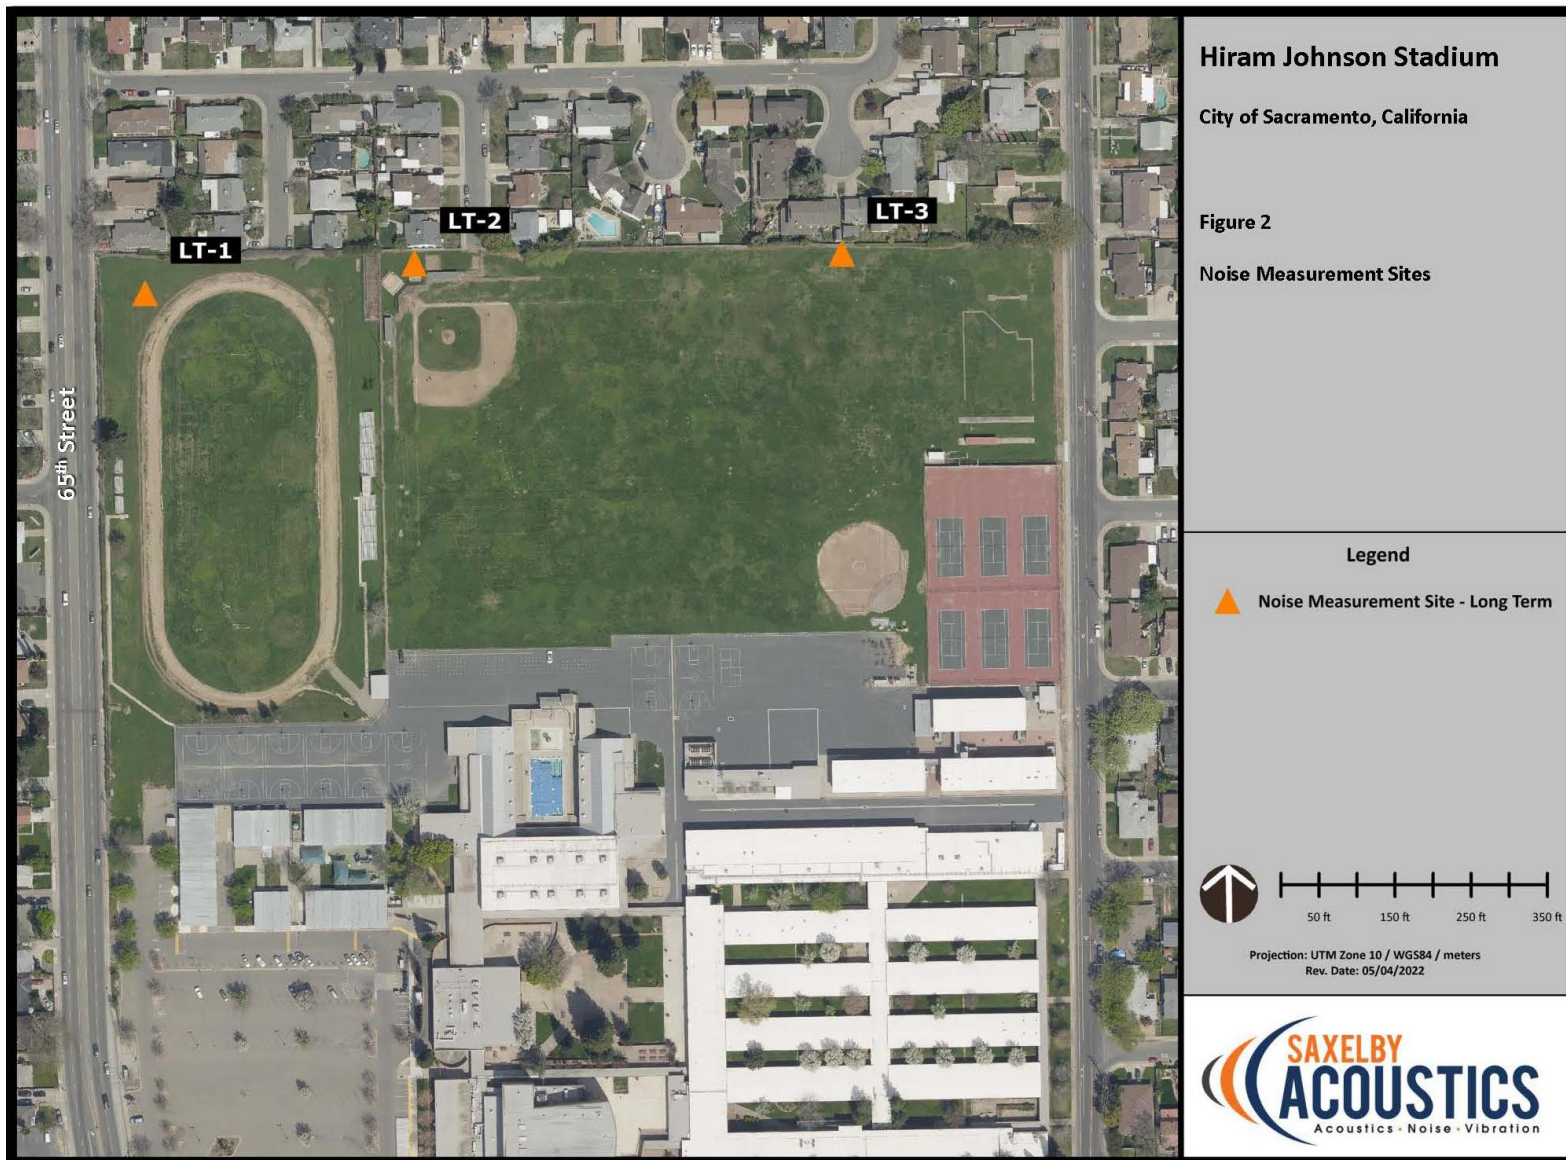 Hiram Johnson Stadium
City of Sacramento, California
Figure 2
Noise Measurement Sites
LT-1
LT-2
LT-3
65th Street
Legend
Noise Measurement Site - Long Term
50 ft 150 ft 250 ft 350 ft
Projection: UTM Zone 10 / WGS84 / meters
Rev. Date: 05/04/2022
SAXELBY
ACOUSTICS
Acoustics · Noise · Vibration